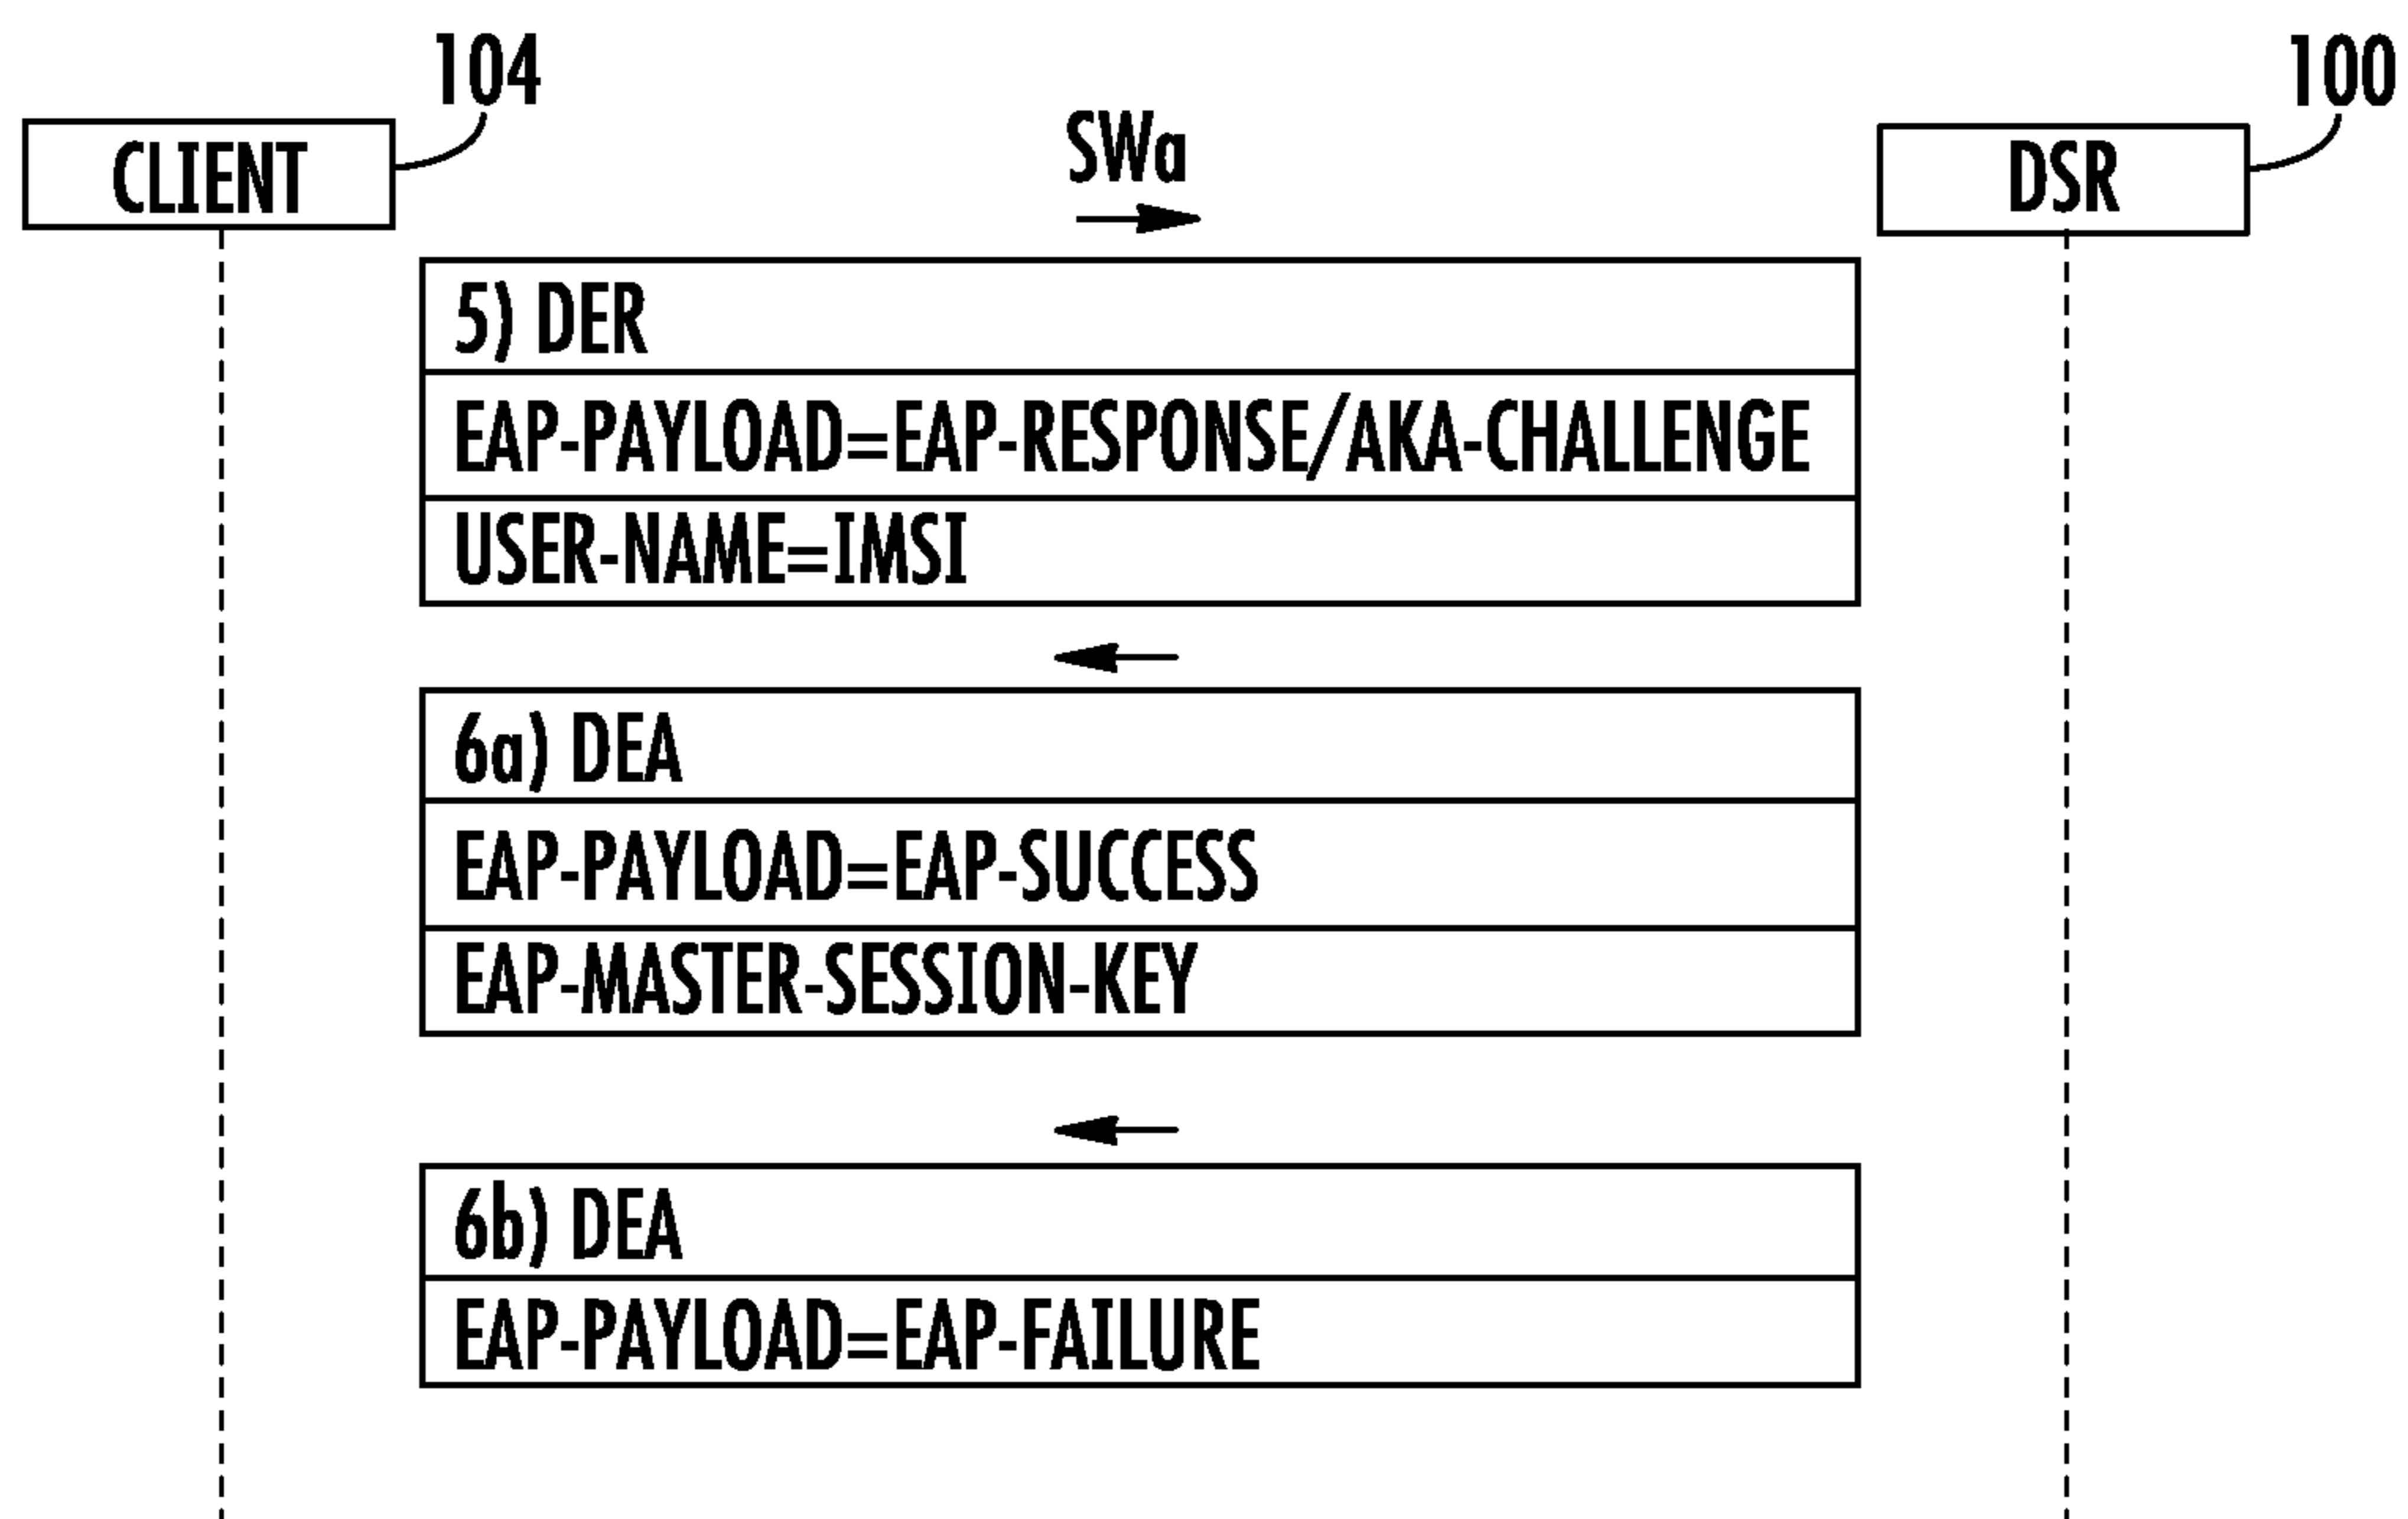 104
100
CLIENT
SWa
DSR
5) DER
EAP-PAYLOAD=EAP-RESPONSE/AKA-CHALLENGE
USER-NAME=IMSI
6a) DEA
EAP-PAYLOAD=EAP-SUCCESS
EAP-MASTER-SESSION-KEY
6b) DEA
EAP-PAYLOAD=EAP-FAILURE